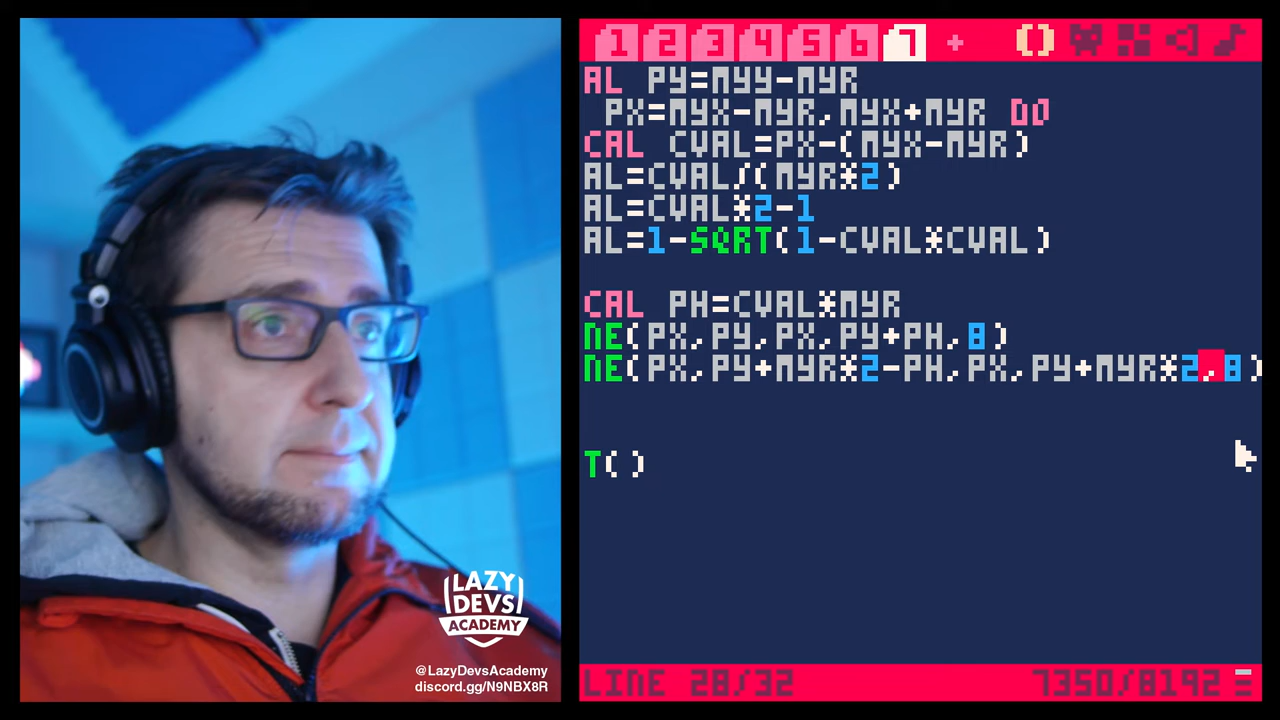 1 2 3 4 5 6 7 + ()
AL PY=MYY-MYR
PX=MYX-MYR,MYX+MYR DO
CAL CVAL=PX-(MYX-MYR)
AL=CVAL/(MYR*2)
AL=CVAL*2-1
AL=1-SQRT(1-CVAL*CVAL)
CAL PH=CVAL*MYR
NE(PX,PY,PX,PY+PH,8)
NE(PX,PY+MYR*2-PH,PX,PY+MYR*2,8)
T()
LINE 28/32 7350/8192
LAZY
DEVS
ACADEMY
@LazyDevsAcademy
discord.gg/N9NBX8R